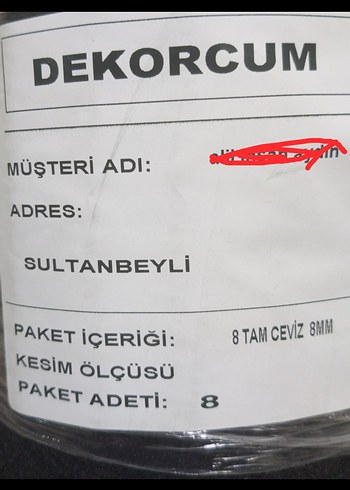 DEKORCUM
MÜŞTERİ ADI:
ADRES:
SULTANBEYLİ
PAKET İÇERİĞİ: 8 TAM CEVİZ 8MM
KESİM ÖLÇÜSÜ
PAKET ADETİ: 8